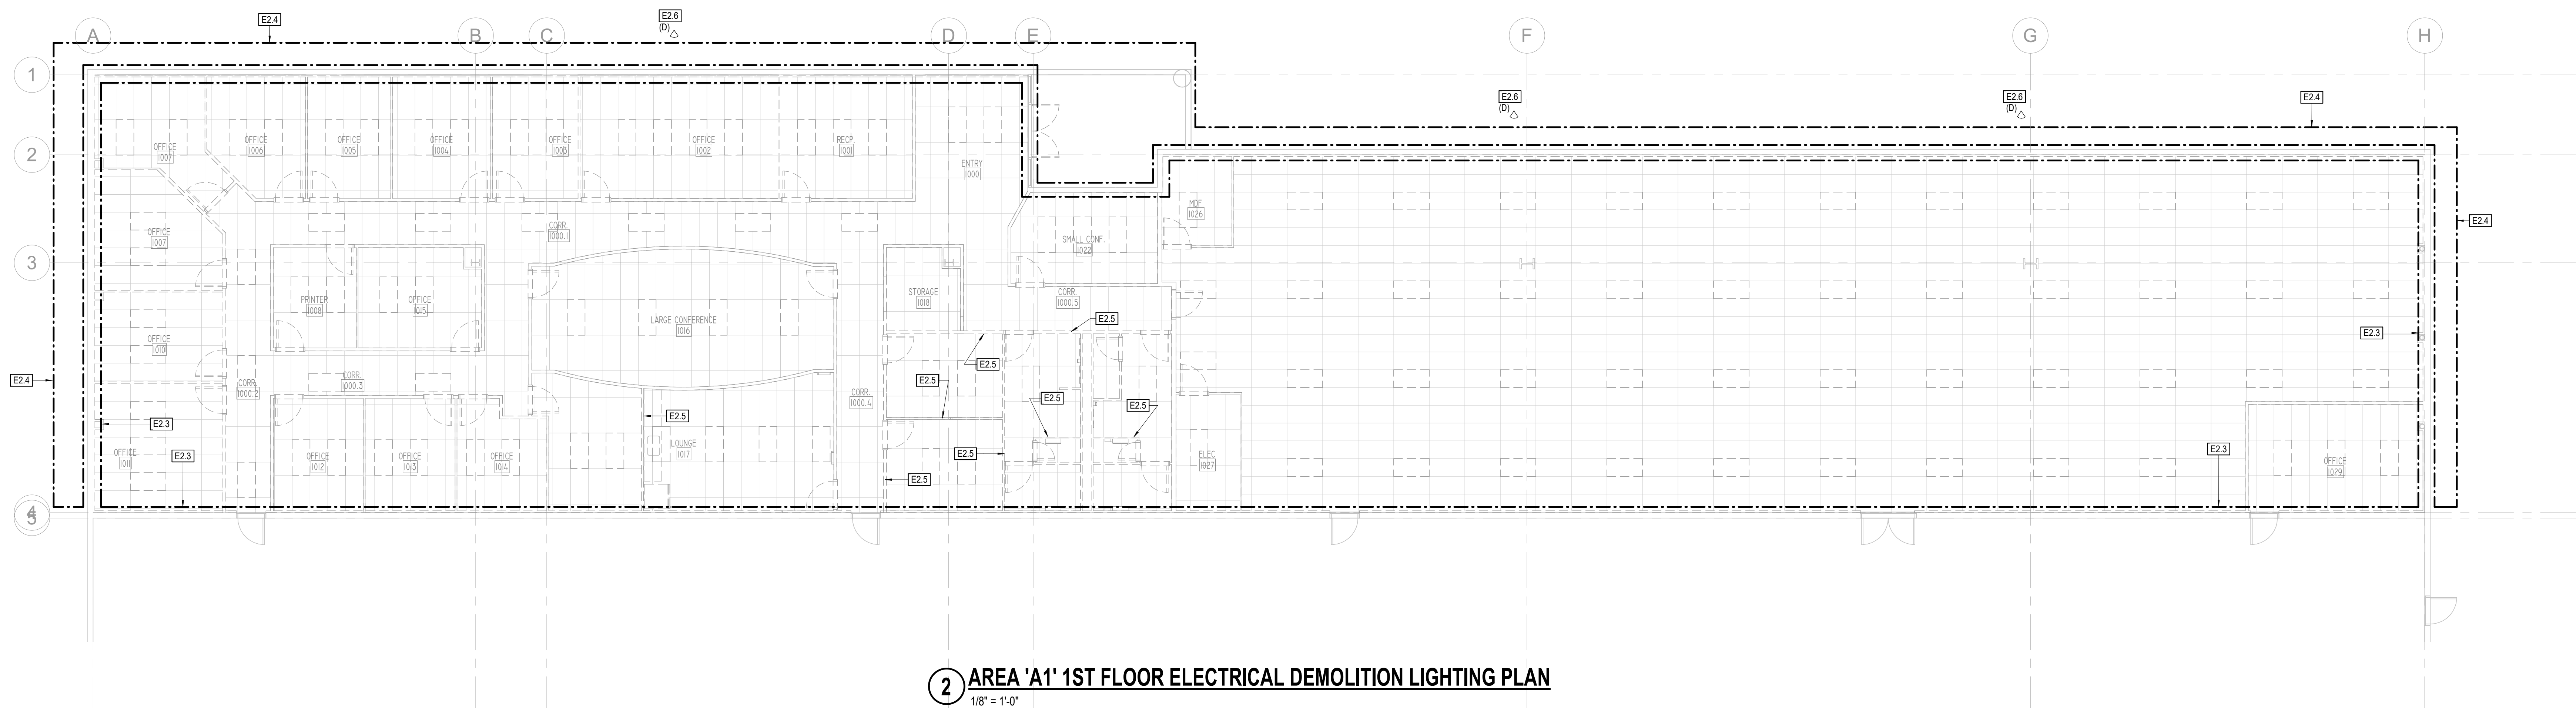 E2.4
E2.6
(D)
A
B
C
D
E
F
G
H
1
E2.6
(D)
E2.6
(D)
E2.4
OFFICE
1007
OFFICE
1006
OFFICE
1005
OFFICE
1004
OFFICE
1003
OFFICE
1002
RECP.
1001
2
ENTRY
1000
MDF
1026
E2.4
OFFICE
1007
CORR.
1000.1
SMALL CONF.
1022
3
PRINTER
1008
OFFICE
1015
STORAGE
1018
CORR.
1000.5
LARGE CONFERENCE
1016
E2.5
E2.3
OFFICE
1010
E2.5
E2.4
CORR.
1000.2
CORR.
1000.3
E2.5
CORR.
1000.4
E2.5
E2.5
E2.3
E2.5
OFFICE
1011
E2.3
OFFICE
1012
OFFICE
1013
OFFICE
1014
LOUNGE
1017
E2.5
ELEC
1027
E2.3
OFFICE
1029
E2.5
4
5
2
AREA 'A1' 1ST FLOOR ELECTRICAL DEMOLITION LIGHTING PLAN
1/8" = 1'-0"